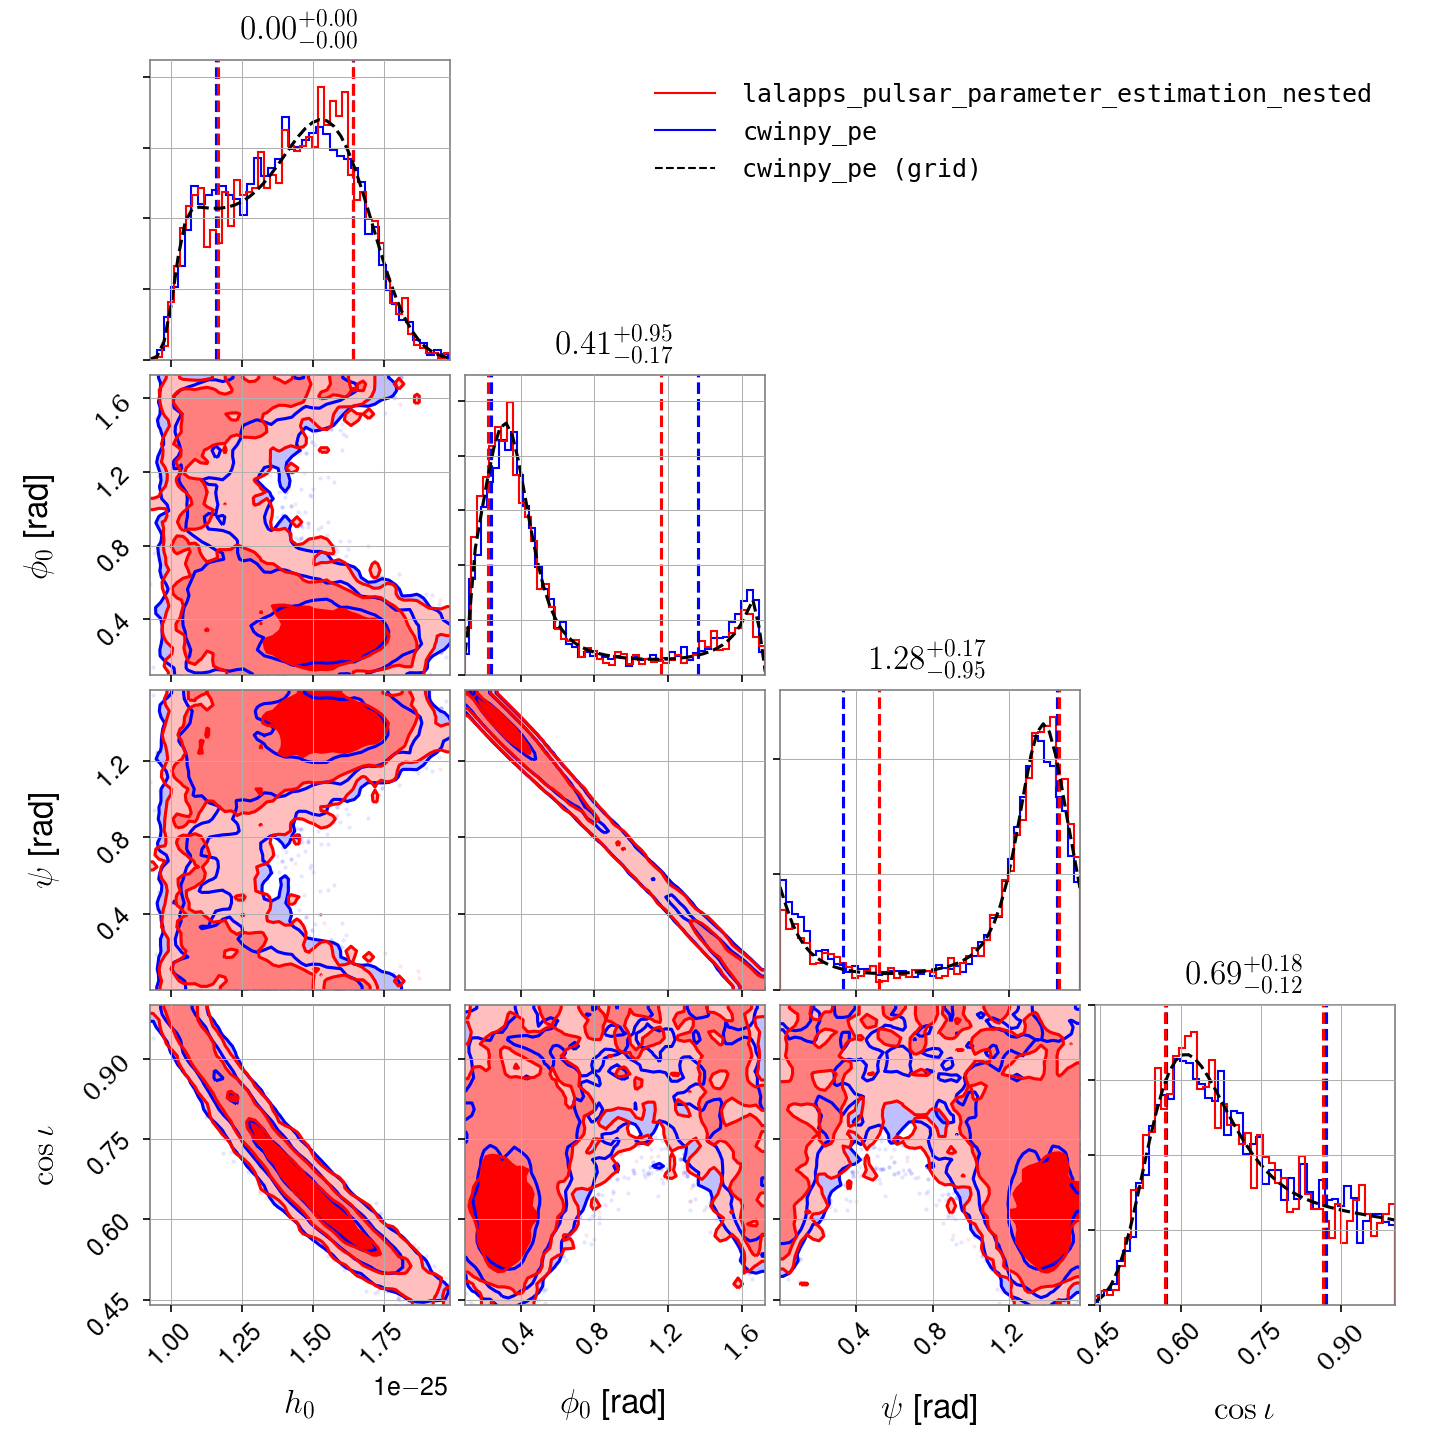 0.00+0.00−0.00
lalapps_pulsar_parameter_estimation_nested
cwinpy_pe
cwinpy_pe (grid)
0.41+0.95−0.17
ϕ0 [rad]
1.6
1.2
0.8
0.4
1.28+0.17−0.95
ψ [rad]
1.2
0.8
0.4
0.69+0.18−0.12
cos ι
0.90
0.75
0.60
0.45
1.00 1.25 1.50 1.75
0.4 0.8 1.2 1.6
0.4 0.8 1.2
0.45 0.60 0.75 0.90
1e−25
h0
ϕ0 [rad]
ψ [rad]
cos ι